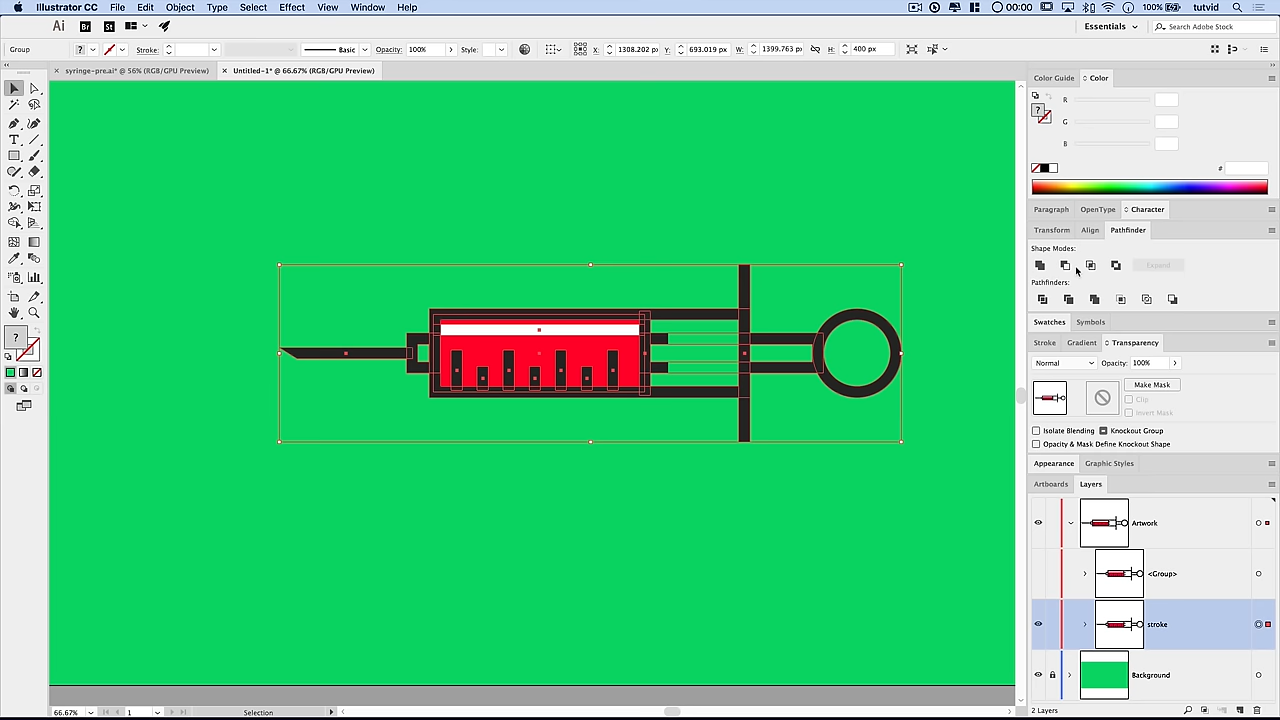 Illustrator CC File Edit Object Type Select Effect View Window Help 00:00 100% tutvid
Ai Br St Essentials Search Adobe Stock
Group ? Stroke: Basic Opacity: 100% Style: X: 1308.202 px Y: 693.019 px W: 1399.763 px H: 400 px
× syringe-pre.ai* @ 56% (RGB/GPU Preview) × Untitled-1* @ 66.67% (RGB/GPU Preview)
Color Guide Color
R
G
B
#
Paragraph OpenType Character
Transform Align Pathfinder
Shape Modes:
Expand
Pathfinders:
Swatches Symbols
Stroke Gradient Transparency
Normal Opacity: 100%
Make Mask
Clip
Invert Mask
Isolate Blending Knockout Group
Opacity & Mask Define Knockout Shape
Appearance Graphic Styles
Artboards Layers
Artwork
<Group>
stroke
Background
66.67% 1 Selection 2 Layers